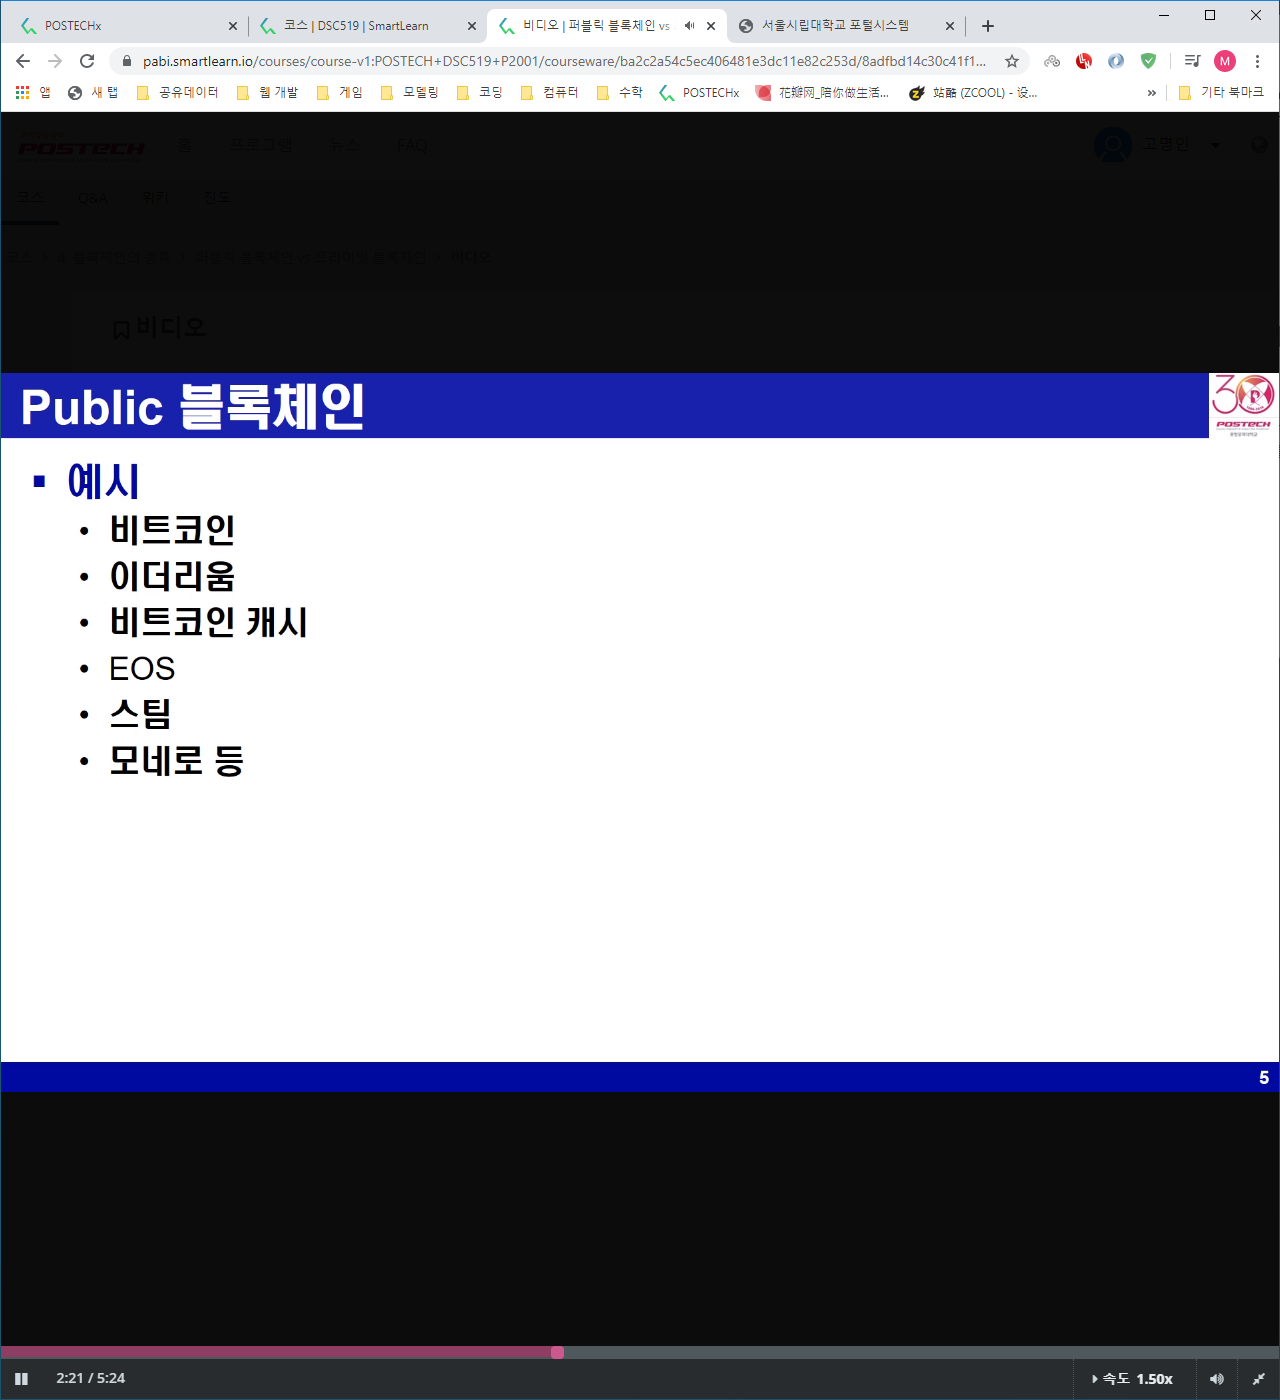 POSTECHx
코스 | DSC519 | SmartLearn
비디오 | 퍼블릭 블록체인 vs
서울시립대학교 포털시스템
pabi.smartlearn.io/courses/course-v1:POSTECH+DSC519+P2001/courseware/ba2c2a54c5ec406481e3dc11e82c253d/8adfbd14c30c41f1...
M
앱
새 탭
공유데이터
웹 개발
게임
모델링
코딩
컴퓨터
수학
POSTECHx
花瓣网_陪你做生活...
站酷 (ZCOOL) - 设...
»
기타 북마크
POSTECH
홈
프로그램
뉴스
FAQ
고영인
코스
Q&A
위키
진도
비디오
비디오
Public 블록체인
30
POSTECH
▪ 예시
• 비트코인
• 이더리움
• 비트코인 캐시
• EOS
• 스팀
• 모네로 등
5
2:21 / 5:24
속도 1.50x